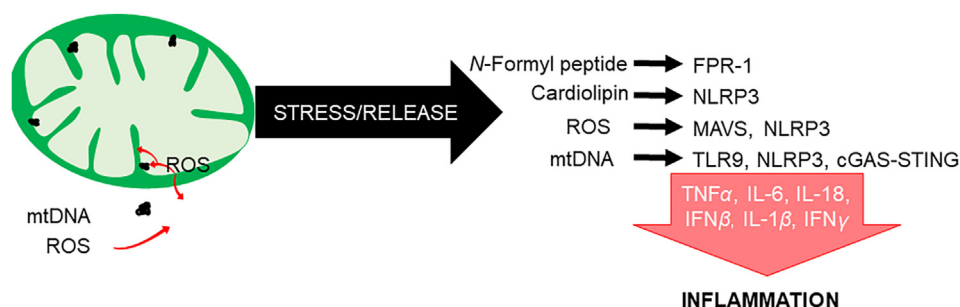 ROS
mtDNA
ROS
STRESS/RELEASE
N-Formyl peptide FPR-1
Cardiolipin NLRP3
ROS MAVS, NLRP3
mtDNA TLR9, NLRP3, cGAS-STING
TNFα, IL-6, IL-18,
IFNβ, IL-1β, IFNγ
INFLAMMATION